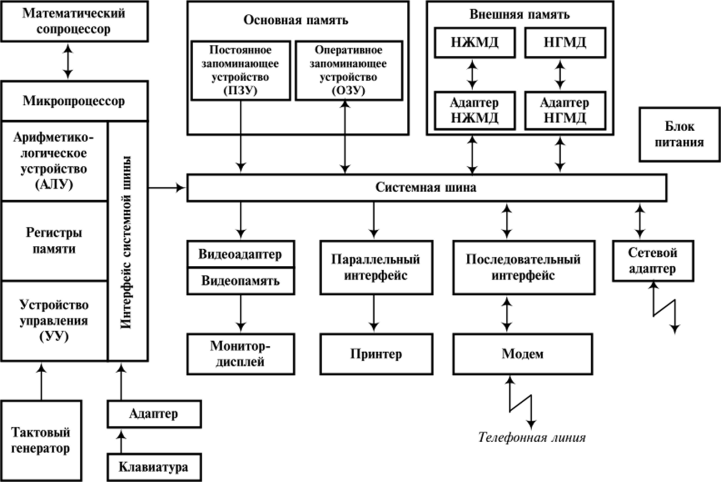 Математический
сопроцессор
Микропроцессор
Арифметико-
логическое
устройство
(АЛУ)
Регистры
памяти
Устройство
управления
(УУ)
Интерфейс системной шины
Тактовый
генератор
Адаптер
Клавиатура
Основная память
Постоянное
запоминающее
устройство
(ПЗУ)
Оперативное
запоминающее
устройство
(ОЗУ)
Внешняя память
НЖМД
НГМД
Адаптер
НЖМД
Адаптер
НГМД
Блок
питания
Системная шина
Видеоадаптер
Видеопамять
Монитор-
дисплей
Параллельный
интерфейс
Принтер
Последовательный
интерфейс
Модем
Телефонная линия
Сетевой
адаптер